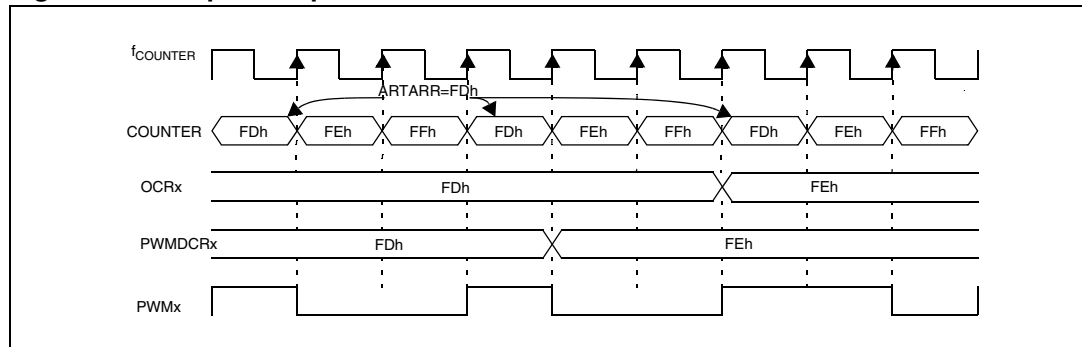 fCOUNTER
ARTARR=FDh
COUNTER FDh FEh FFh FDh FEh FFh FDh FEh FFh
OCRx FDh FEh
PWMDCRx FDh FEh
PWMx